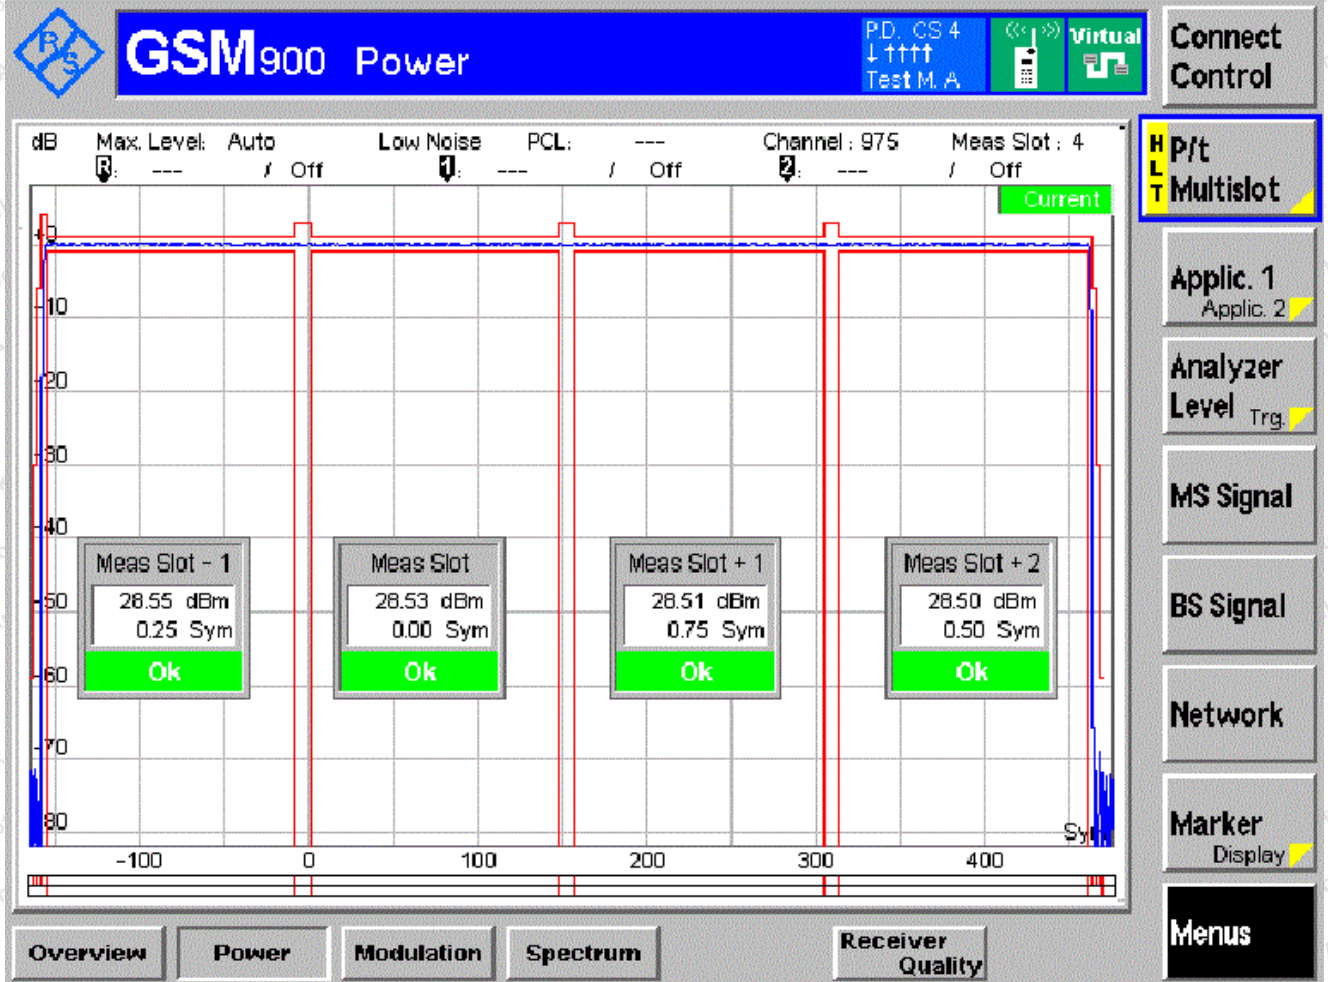 R S
GSM900 Power
P.D. CS 4
↓ ↑↑↑↑
Test M. A.
Virtual
Connect
Control
dB Max. Level: Auto Low Noise PCL: --- Channel : 975 Meas Slot : 4
R: --- / Off 1: --- / Off 2: --- / Off
Current
HLT
P/t
Multislot
Applic. 1
Applic. 2
Analyzer
Level Trg.
MS Signal
BS Signal
Network
Marker
Display
Menus
-10
-20
-30
-40
-50
-60
-70
-80
Meas Slot - 1
28.55 dBm
0.25 Sym
Ok
Meas Slot
28.53 dBm
0.00 Sym
Ok
Meas Slot + 1
28.51 dBm
0.75 Sym
Ok
Meas Slot + 2
28.50 dBm
0.50 Sym
Ok
-100 0 100 200 300 400
Overview Power Modulation Spectrum Receiver
Quality